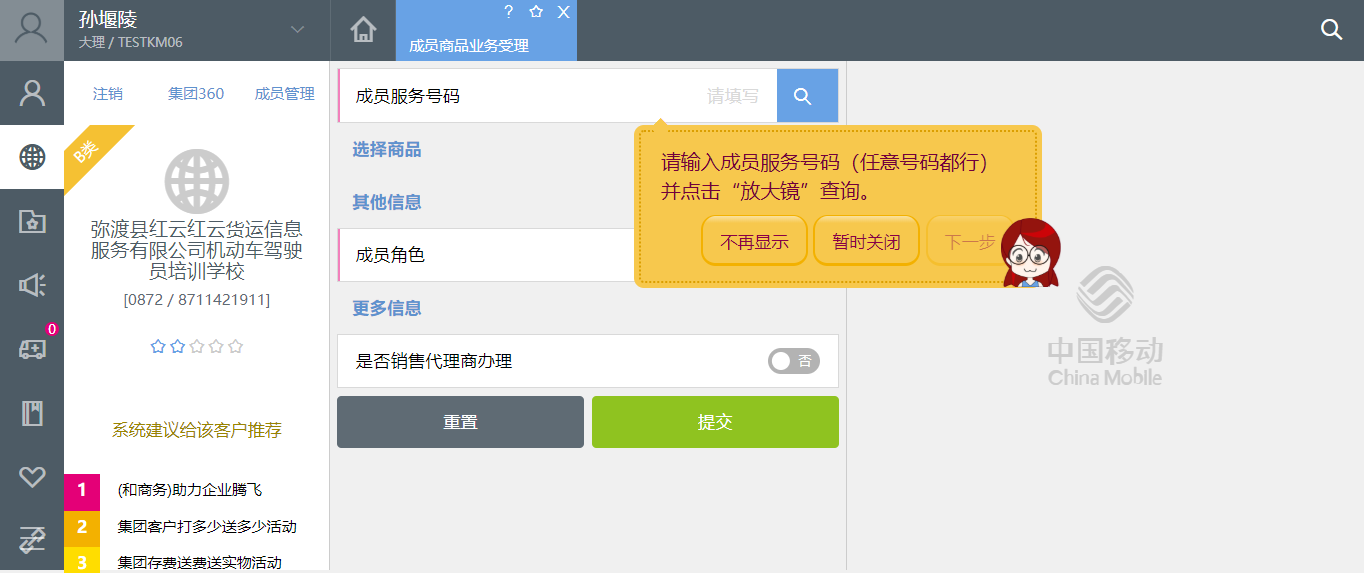 孙堰陵
大理 / TESTKM06
? X
成员商品业务受理
注销 集团360 成员管理
B类
弥渡县红云红云货运信息
服务有限公司机动车驾驶
员培训学校
[0872 / 8711421911]
0
系统建议给该客户推荐
1 (和商务)助力企业腾飞
2 集团客户打多少送多少活动
3 集团存费送费送实物活动
成员服务号码 请填写
选择商品
请输入成员服务号码（任意号码都行）
并点击“放大镜”查询。
不再显示 暂时关闭 下一步
其他信息
成员角色
更多信息
是否销售代理商办理 否
重置 提交
中国移动
China Mobile